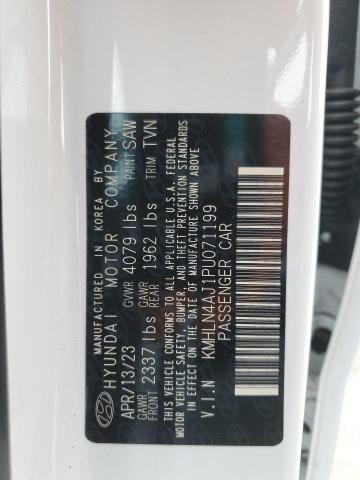 MANUFACTURED IN KOREA BY
HYUNDAI MOTOR COMPANY
APR/13/23 GVWR 4079 lbs PAINT SAW
GAWR FRONT 2337 lbs GAWR REAR 1962 lbs TRIM TVN
THIS VEHICLE CONFORMS TO ALL APPLICABLE U.S.A. FEDERAL
MOTOR VEHICLE SAFETY, BUMPER, AND THEFT PREVENTION STANDARDS
IN EFFECT ON THE DATE OF MANUFACTURE SHOWN ABOVE.
V.I.N KMHLN4AJ1PU071199
PASSENGER CAR